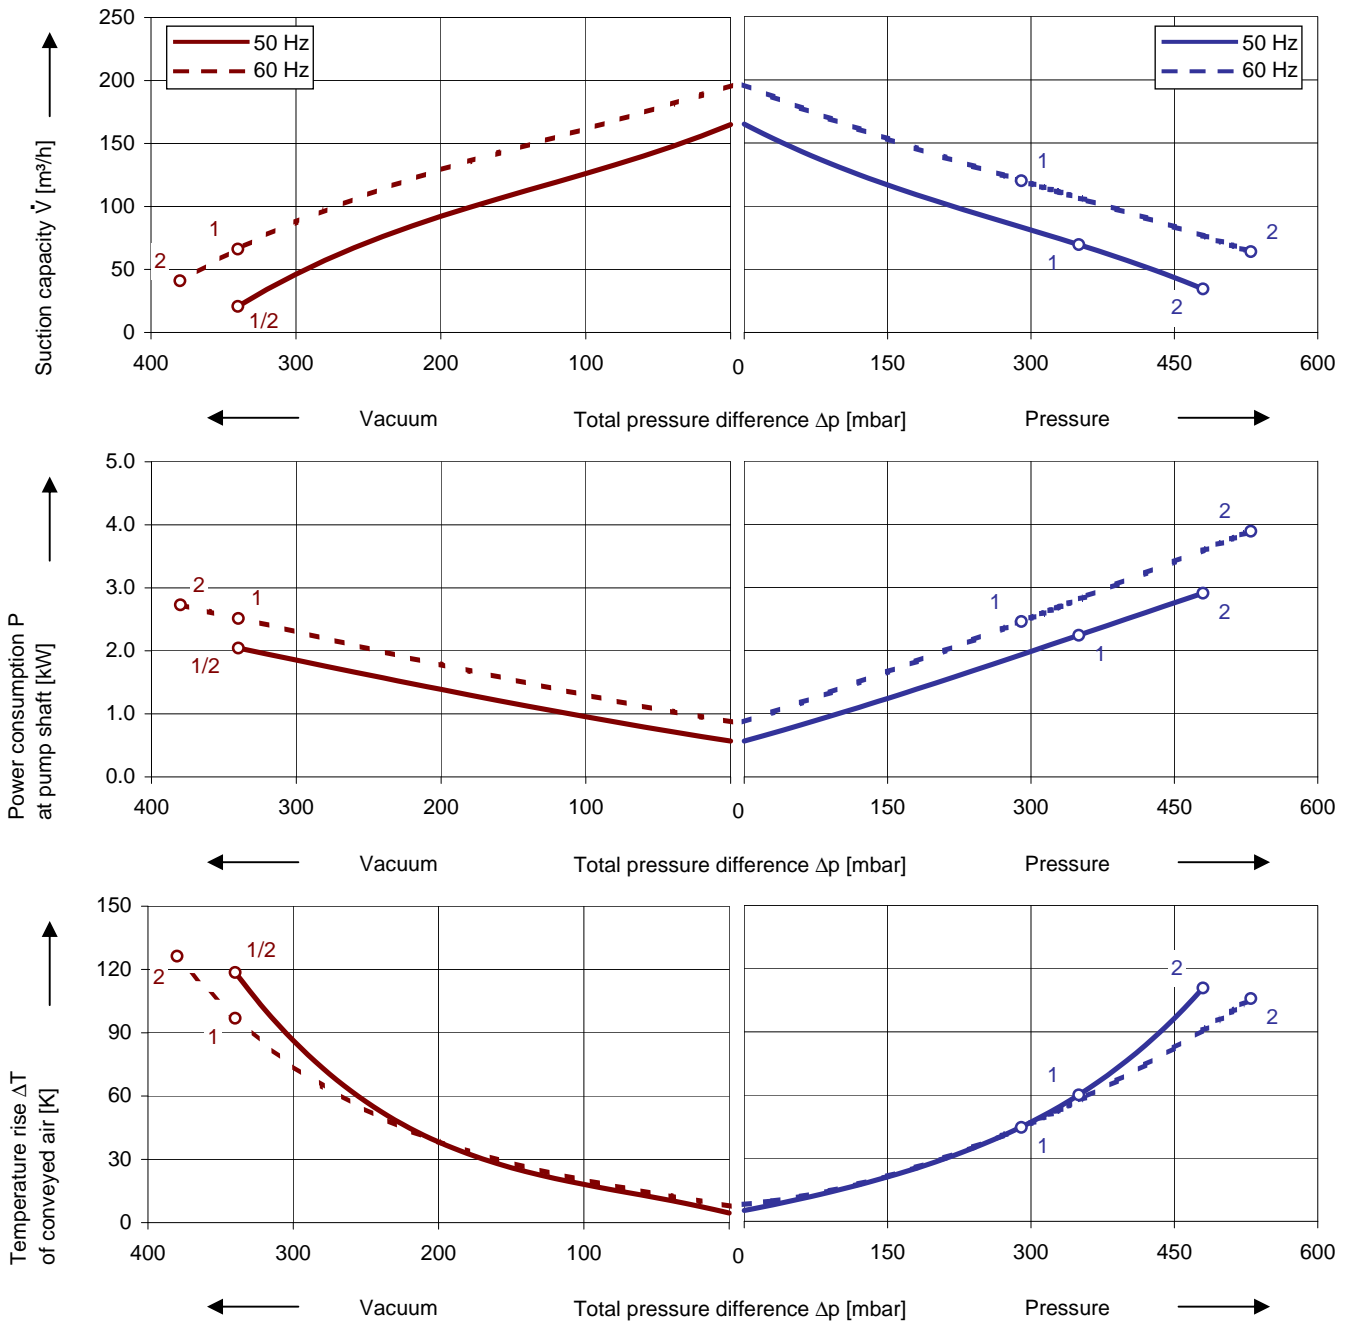 250
200
150
100
50
0
Suction capacity V̇ [m³/h]
50 Hz
60 Hz
50 Hz
60 Hz
1
2
1/2
1
1
2
2
400 300 200 100 0 150 300 450 600
Vacuum Total pressure difference Δp [mbar] Pressure
5.0
4.0
3.0
2.0
1.0
0.0
Power consumption P
at pump shaft [kW]
2
1
1/2
2
1
2
1
400 300 200 100 0 150 300 450 600
Vacuum Total pressure difference Δp [mbar] Pressure
150
120
90
60
30
0
Temperature rise ΔT
of conveyed air [K]
1/2
2
1
2
2
1
1
400 300 200 100 0 150 300 450 600
Vacuum Total pressure difference Δp [mbar] Pressure